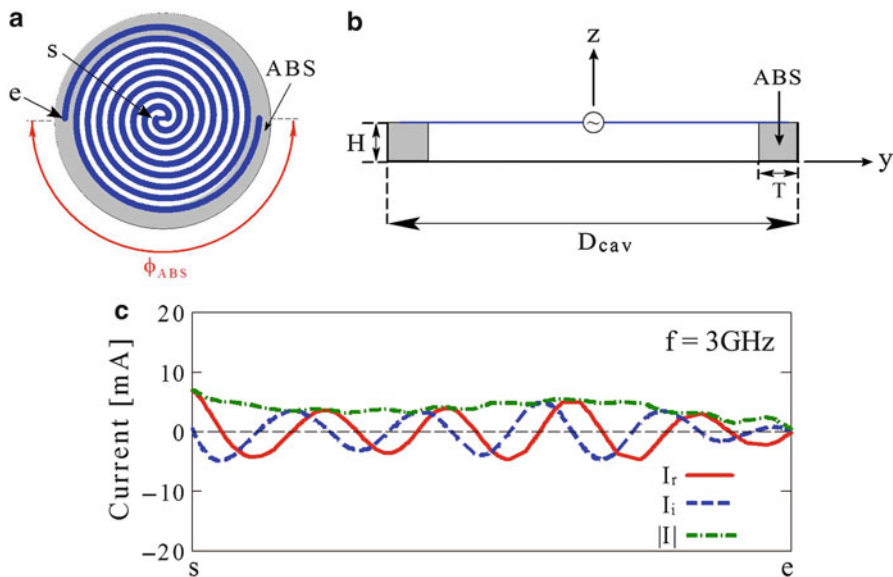 a
s
e
ABS
ϕABS
b
z
ABS
H
y
T
Dcav
c
f = 3GHz
Current [mA]
20
10
0
−10
−20
Ir
Ii
|I|
s
e